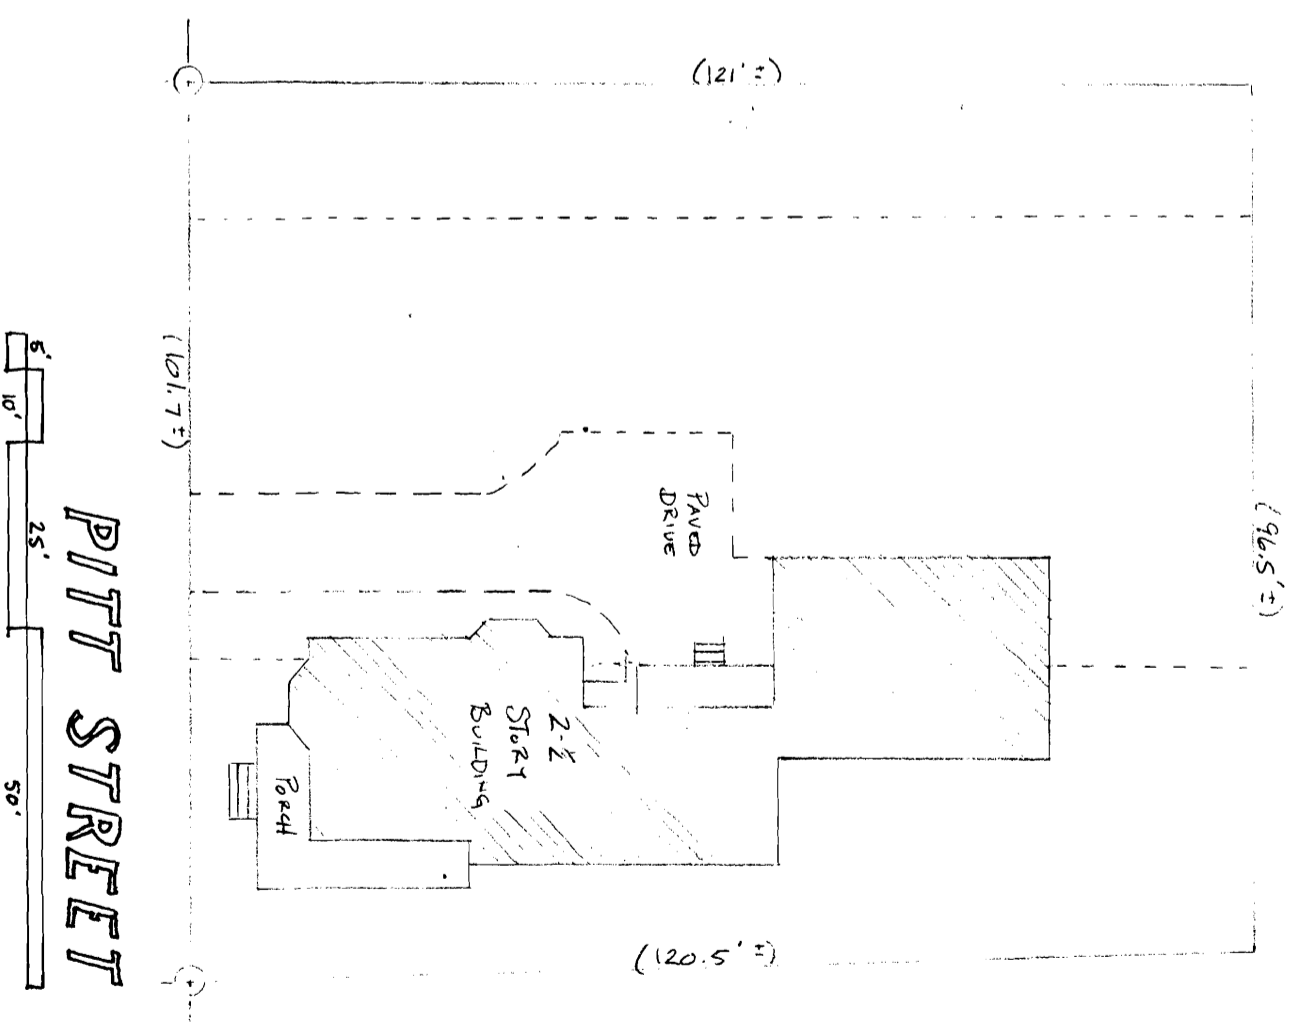 (121' ±)
(101.7 ±)
(96.5' ±)
(120.5' ±)
PAVED
DRIVE
2-½
STORY
BUILDING
PORCH
PITT STREET
5'
10'
25'
50'